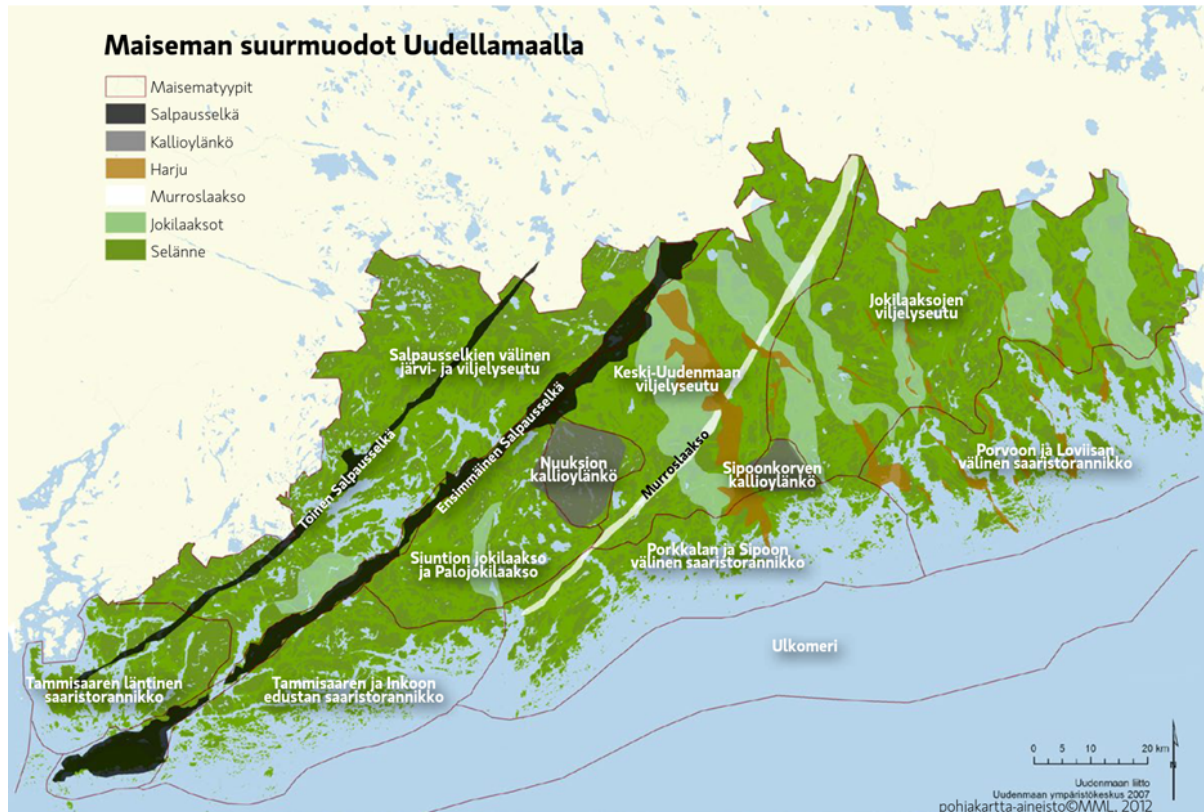 Maiseman suurmuodot Uudellamaalla
Maisematyypit
Salpausselkä
Kallioylänkö
Harju
Murroslaakso
Jokilaaksot
Selänne
Jokilaaksojen
viljelyseutu
Salpausselkien välinen
järvi- ja viljelyseutu
Keski-Uudenmaan
viljelyseutu
Toinen Salpausselkä
Ensimmäinen Salpausselkä
Nuuksion
kallioylänkö
Murroslaakso
Sipoonkorven
kallioylänkö
Porvoon ja Loviisan
välinen saaristorannikko
Siuntion jokilaakso
ja Palojokilaakso
Porkkalan ja Sipoon
välinen saaristorannikko
Ulkomeri
Tammisaaren läntinen
saaristorannikko
Tammisaaren ja Inkoon
edustan saaristorannikko
0 5 10 20 km
Uudenmaan liitto
Uudenmaan ympäristökeskus 2007
pohjakartta-aineisto©MML, 2012